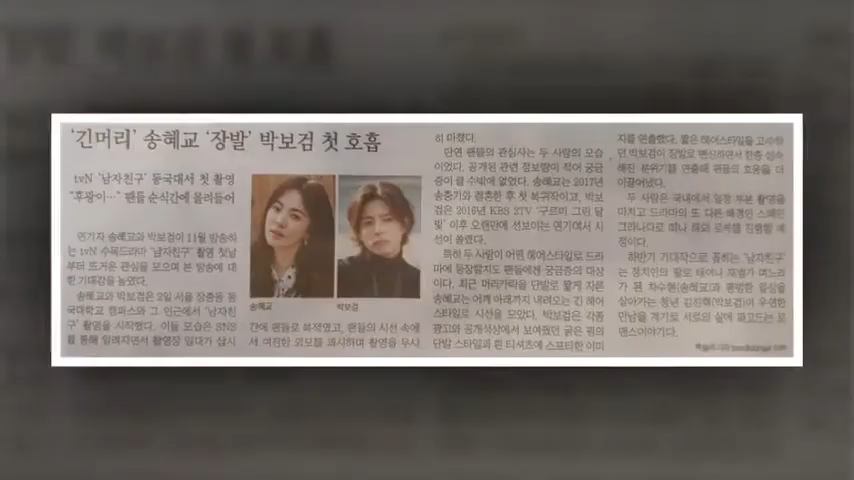 '긴머리' 송혜교 '장발' 박보검 첫 호흡
tvN '남자친구' 동국대서 첫 촬영
"후광이…" 팬들 순식간에 몰려들어
연기자 송혜교와 박보검이 11월 방송하
는 tvN 수목드라마 '남자친구' 촬영 첫날
부터 뜨거운 관심을 모으며 본 방송에 대
한 기대감을 높였다.
송혜교와 박보검은 2일 서울 장충동 동
국대학교 캠퍼스와 그 인근에서 '남자친
구' 촬영을 시작했다. 이들 모습은 SNS
를 통해 알려지면서 촬영장 일대가 삽시
송혜교
박보검
간에 팬들로 북적였고, 팬들의 시선 속에
서 여전한 외모를 과시하며 촬영을 무사
히 마쳤다.
단연 팬들의 관심사는 두 사람의 모습
이었다. 공개된 관련 정보량이 적어 궁금
증이 클 수밖에 없었다. 송혜교는 2017년
송중기와 결혼한 후 첫 복귀작이고, 박보
검은 2016년 KBS 2TV '구르미 그린 달
빛' 이후 오랜만에 선보이는 연기여서 시
선이 쏠렸다.
특히 두 사람이 어떤 헤어스타일로 드라
마에 등장할지도 팬들에겐 궁금증의 대상
이다. 최근 머리카락을 단발로 짧게 자른
송혜교는 어깨 아래까지 내려오는 긴 헤어
스타일로 시선을 모았다. 박보검은 각종
광고와 공개석상에서 보여줬던 굵은 펌의
단발 스타일과 흰 티셔츠에 스포티한 이미
지를 연출했다. 짧은 헤어스타일을 고수하
던 박보검이 장발로 변신하면서 한층 성숙
해진 분위기를 연출해 팬들의 호응을 더
이끌어냈다.
두 사람은 국내에서 일정 부분 촬영을
마치고 드라마의 또 다른 배경인 스페인
그라나다로 떠나 해외 로케를 진행할 예
정이다.
하반기 기대작으로 꼽히는 '남자친구'
는 정치인의 딸로 태어나 재벌가 며느리
가 된 차수현(송혜교)과 평범한 일상을
살아가는 청년 김진혁(박보검)이 우연한
만남을 계기로 서로의 삶에 파고드는 로
맨스이야기다.